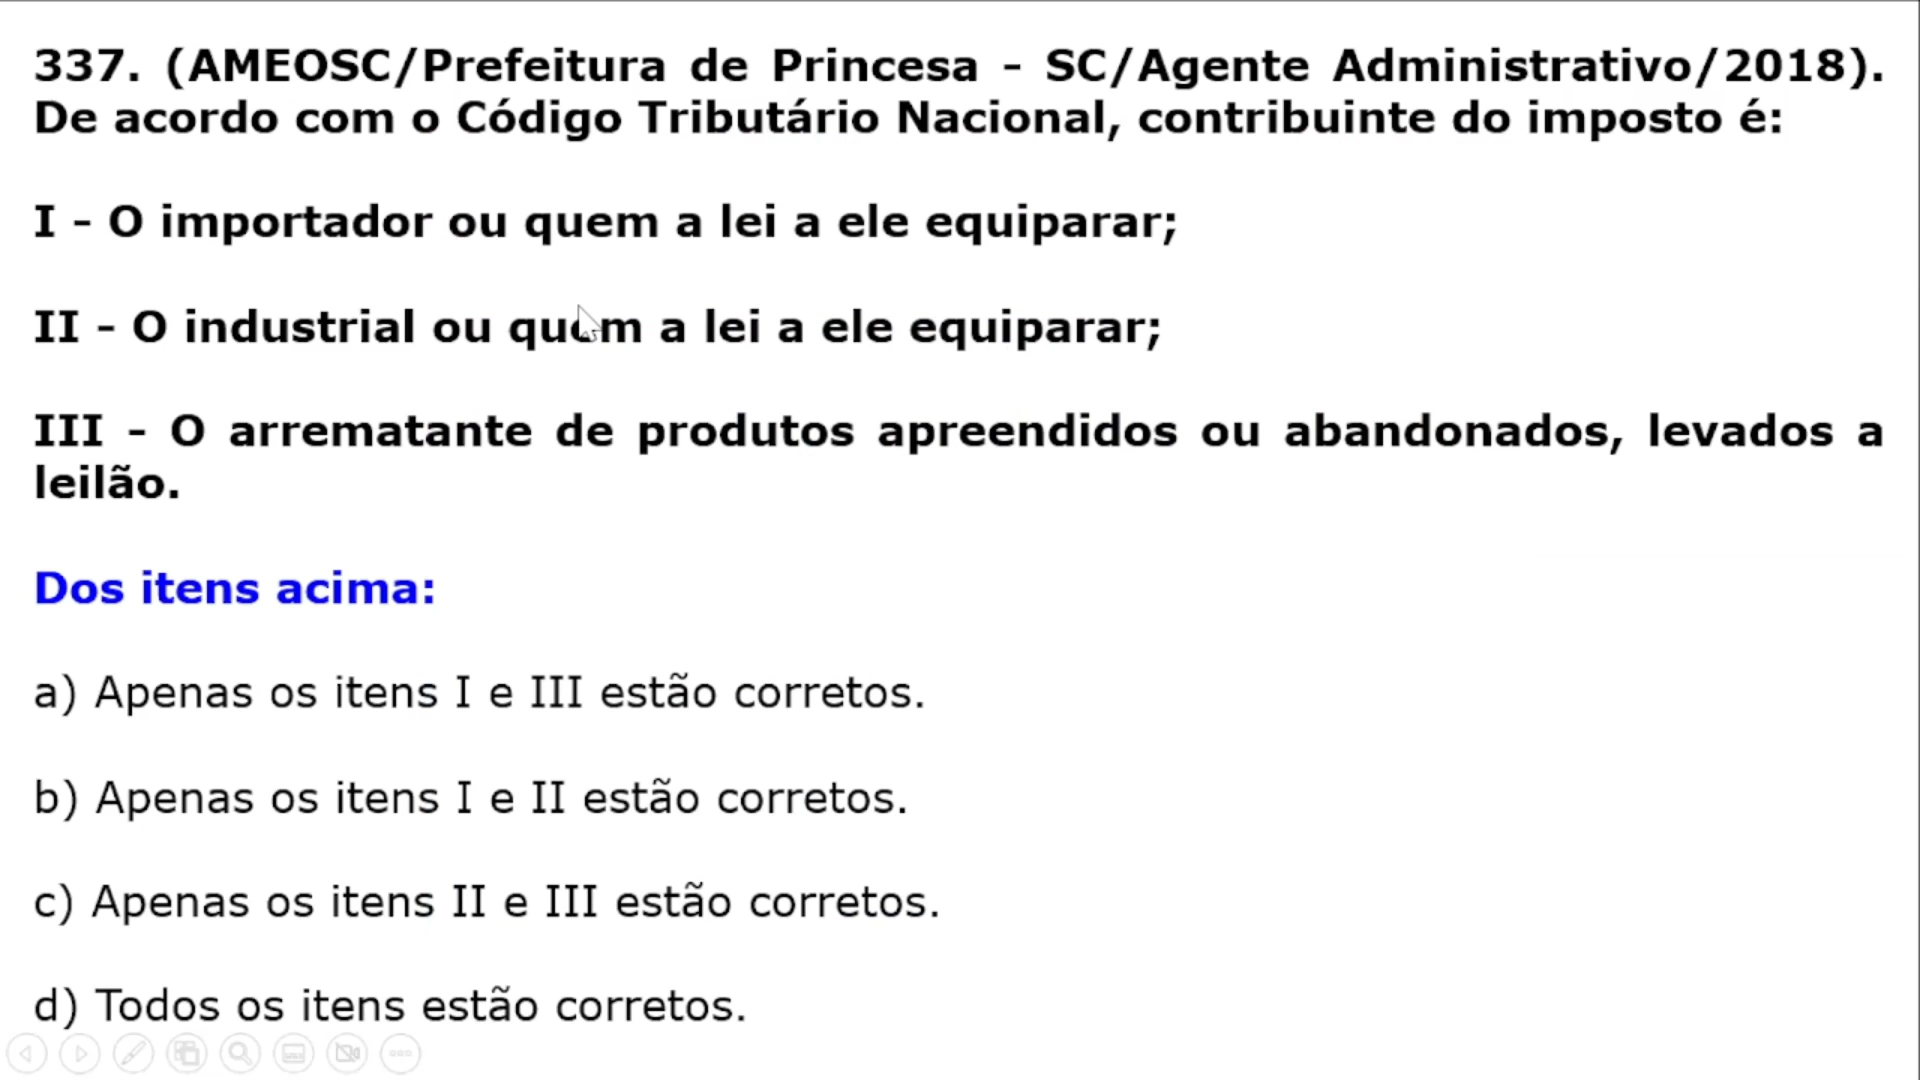 337. (AMEOSC/Prefeitura de Princesa - SC/Agente Administrativo/2018).
De acordo com o Código Tributário Nacional, contribuinte do imposto é:
I - O importador ou quem a lei a ele equiparar;
II - O industrial ou quem a lei a ele equiparar;
III - O arrematante de produtos apreendidos ou abandonados, levados a
leilão.
Dos itens acima:
a) Apenas os itens I e III estão corretos.
b) Apenas os itens I e II estão corretos.
c) Apenas os itens II e III estão corretos.
d) Todos os itens estão corretos.